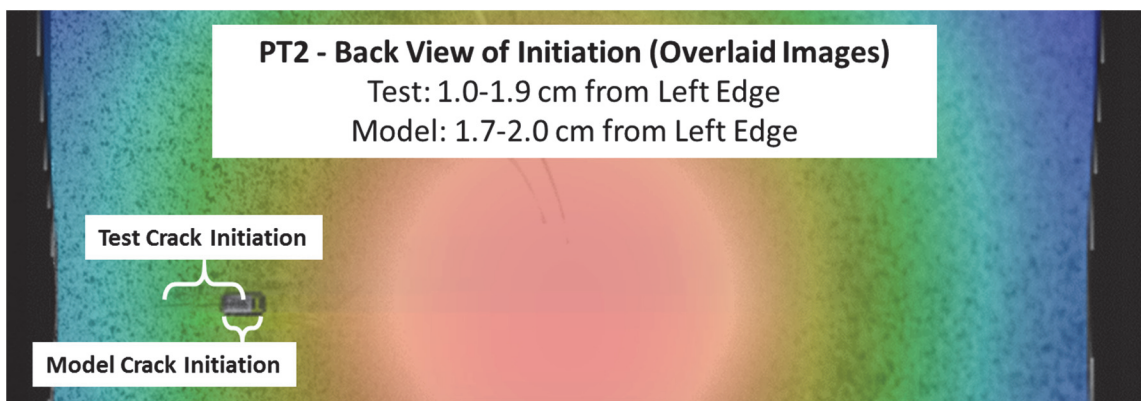 PT2 - Back View of Initiation (Overlaid Images)
Test: 1.0-1.9 cm from Left Edge
Model: 1.7-2.0 cm from Left Edge
Test Crack Initiation
Model Crack Initiation